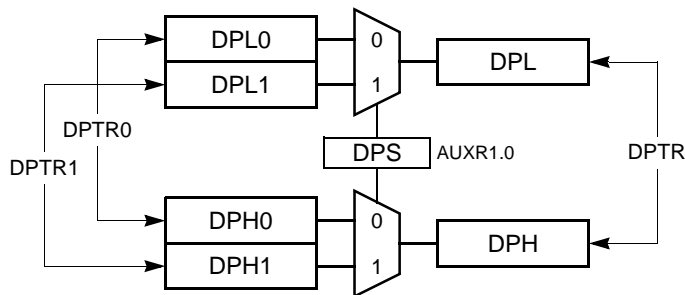 DPL0
0
DPL1
1
DPL
DPTR0
DPS
AUXR1.0
DPTR
DPTR1
DPH0
0
DPH1
1
DPH